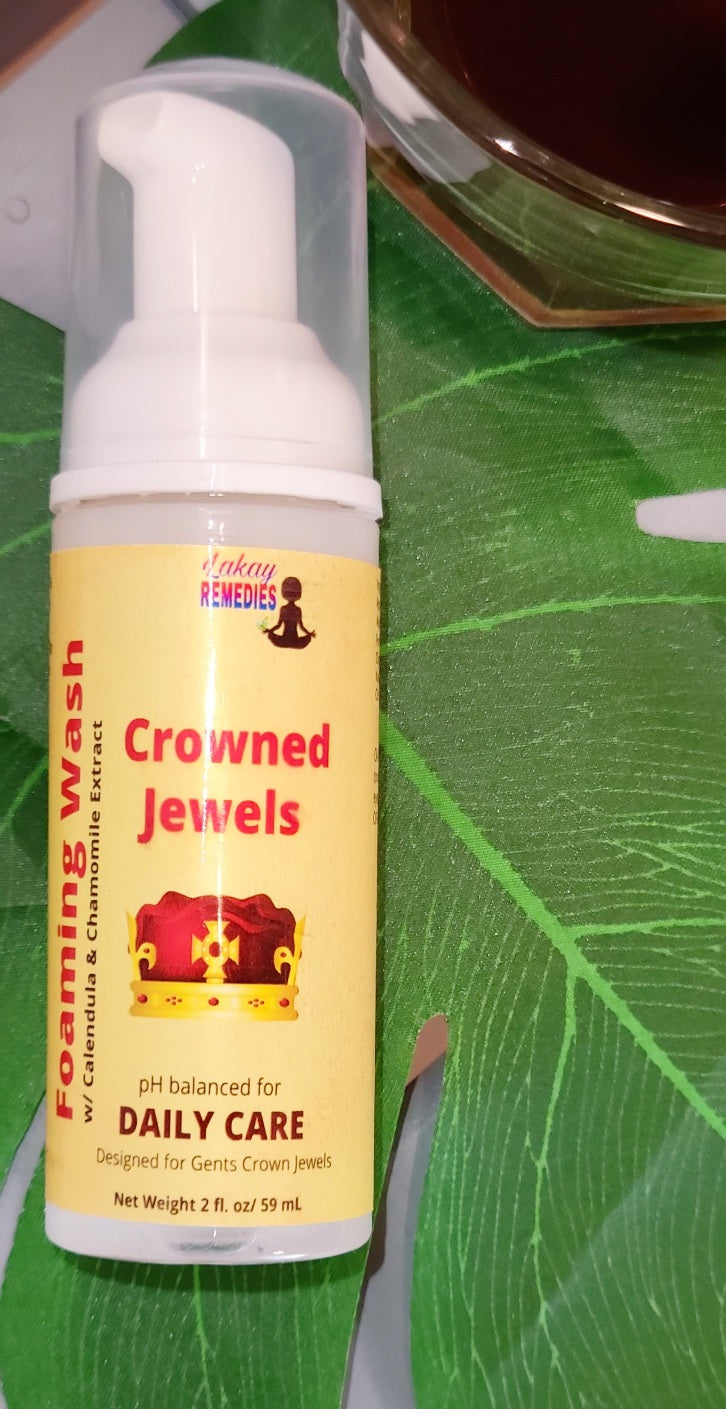 Lakay
REMEDIES
Crowned
Jewels
Foaming Wash
w/ Calendula & Chamomile Extract
pH balanced for
DAILY CARE
Designed for Gents Crown Jewels
Net Weight 2 fl. oz/ 59 mL